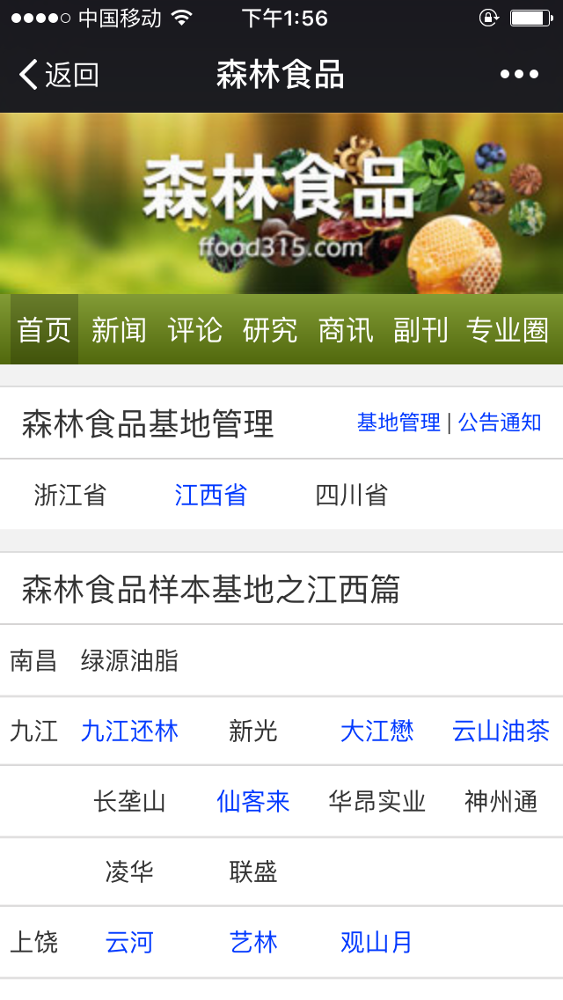 中国移动 下午1:56
返回 森林食品
森林食品
ffood315.com
首页 新闻 评论 研究 商讯 副刊 专业圈
森林食品基地管理 基地管理 | 公告通知
浙江省 江西省 四川省
森林食品样本基地之江西篇
南昌 绿源油脂
九江 九江还林 新光 大江懋 云山油茶
长垄山 仙客来 华昂实业 神州通
凌华 联盛
上饶 云河 艺林 观山月